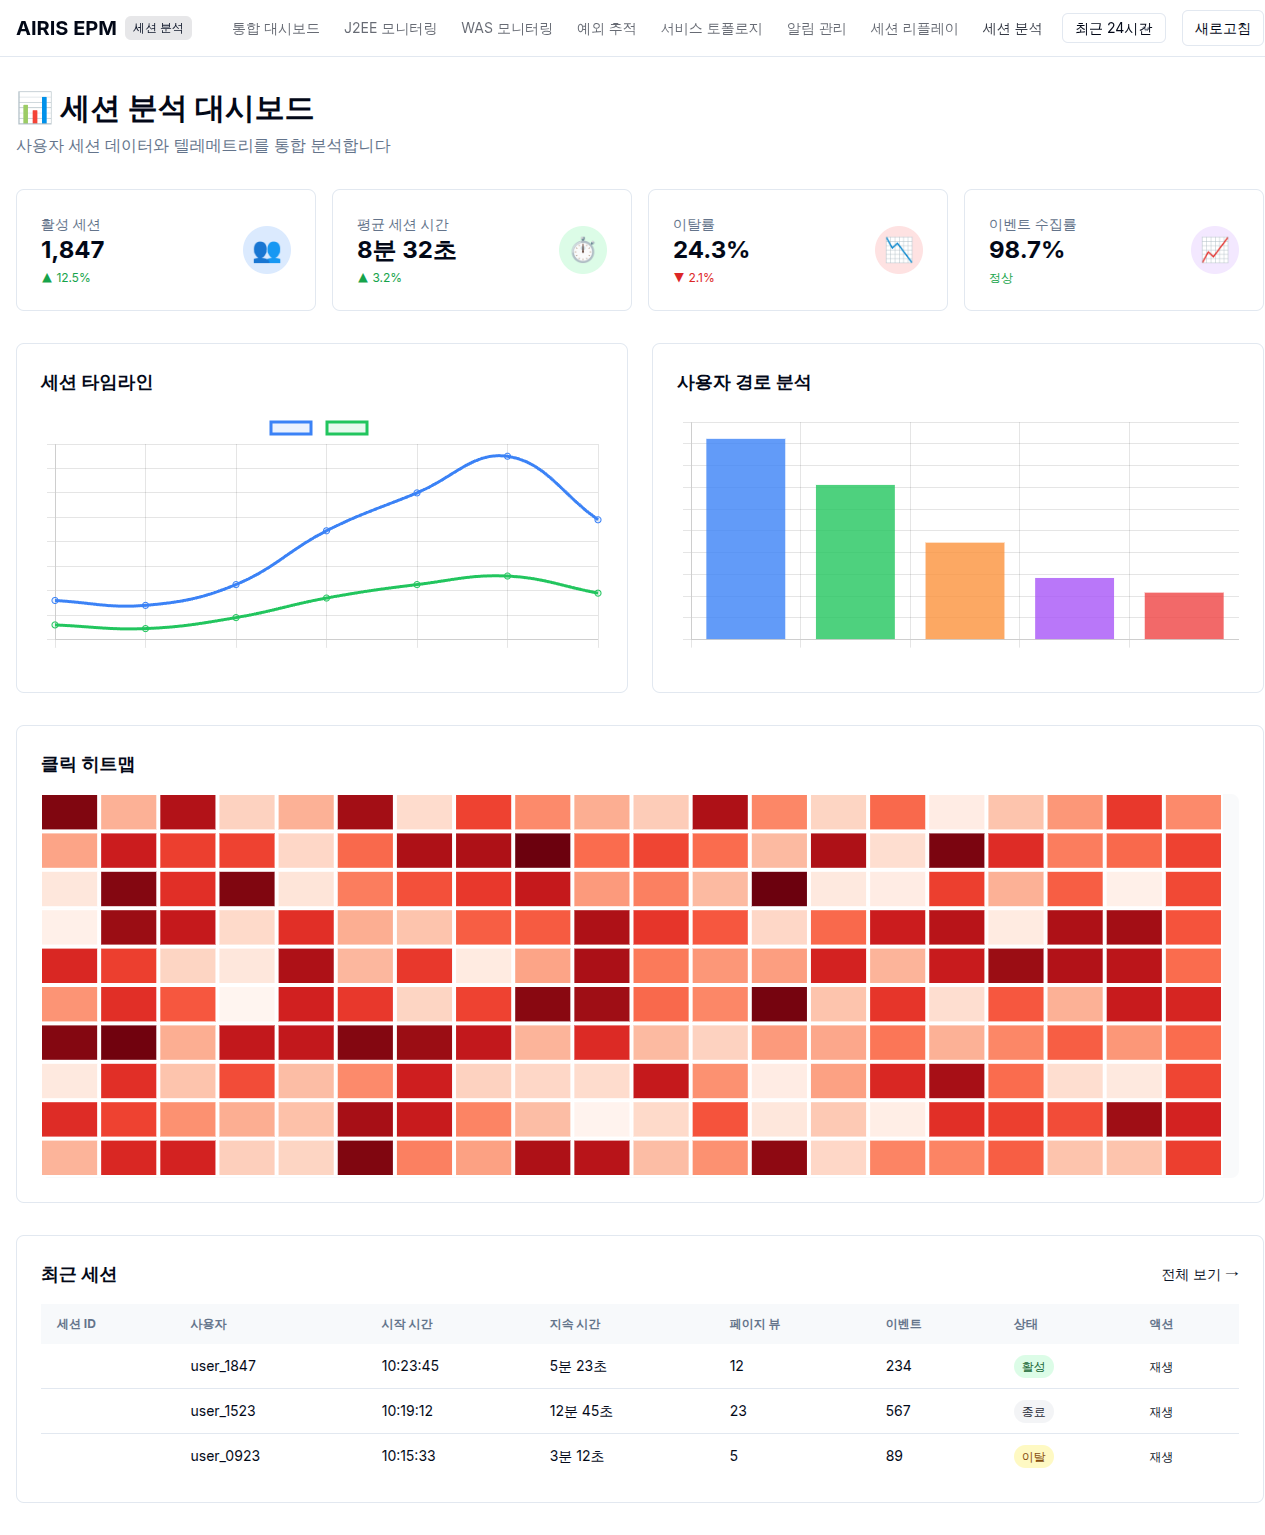 AIRIS EPM 세션 분석 통합 대시보드 J2EE 모니터링 WAS 모니터링 예외 추적 서비스 토폴로지 알림 관리 세션 리플레이 세션 분석 최근 24시간 새로고침
세션 분석 대시보드
사용자 세션 데이터와 텔레메트리를 통합 분석합니다
활성 세션
1,847
▲ 12.5%
평균 세션 시간
8분 32초
▲ 3.2%
이탈률
24.3%
▼ 2.1%
이벤트 수집률
98.7%
정상
세션 타임라인
사용자 경로 분석
클릭 히트맵
최근 세션 전체 보기 →
세션 ID 사용자 시작 시간 지속 시간 페이지 뷰 이벤트 상태 액션
user_1847 10:23:45 5분 23초 12 234 활성 재생
user_1523 10:19:12 12분 45초 23 567 종료 재생
user_0923 10:15:33 3분 12초 5 89 이탈 재생